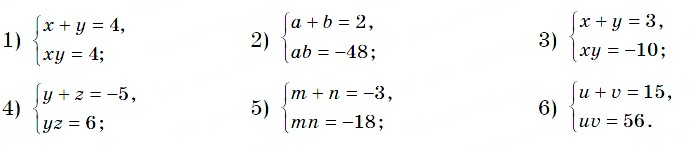 1) { x + y = 4, xy = 4;
2) { a + b = 2, ab = −48;
3) { x + y = 3, xy = −10;
4) { y + z = −5, yz = 6;
5) { m + n = −3, mn = −18;
6) { u + v = 15, uv = 56.